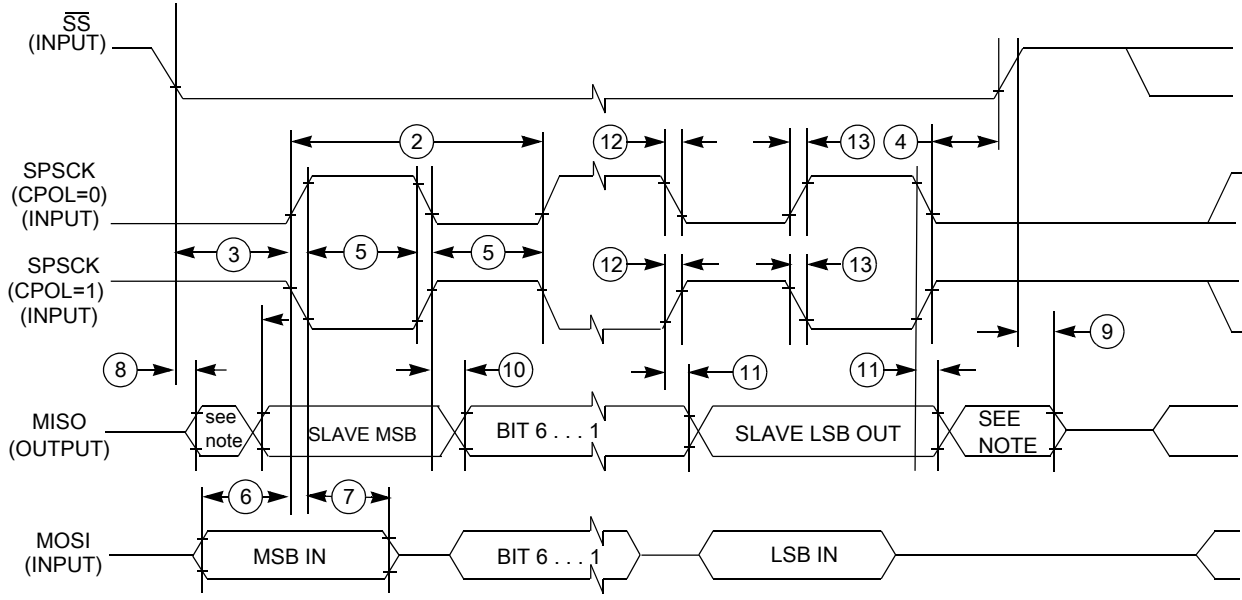 SS
(INPUT)
2
12
13
4
SPSCK
(CPOL=0)
(INPUT)
3
5
5
SPSCK
(CPOL=1)
(INPUT)
12
13
8
10
11
11
9
MISO
(OUTPUT)
see
note
SLAVE MSB
BIT 6 . . . 1
SLAVE LSB OUT
SEE
NOTE
6
7
MOSI
(INPUT)
MSB IN
BIT 6 . . . 1
LSB IN